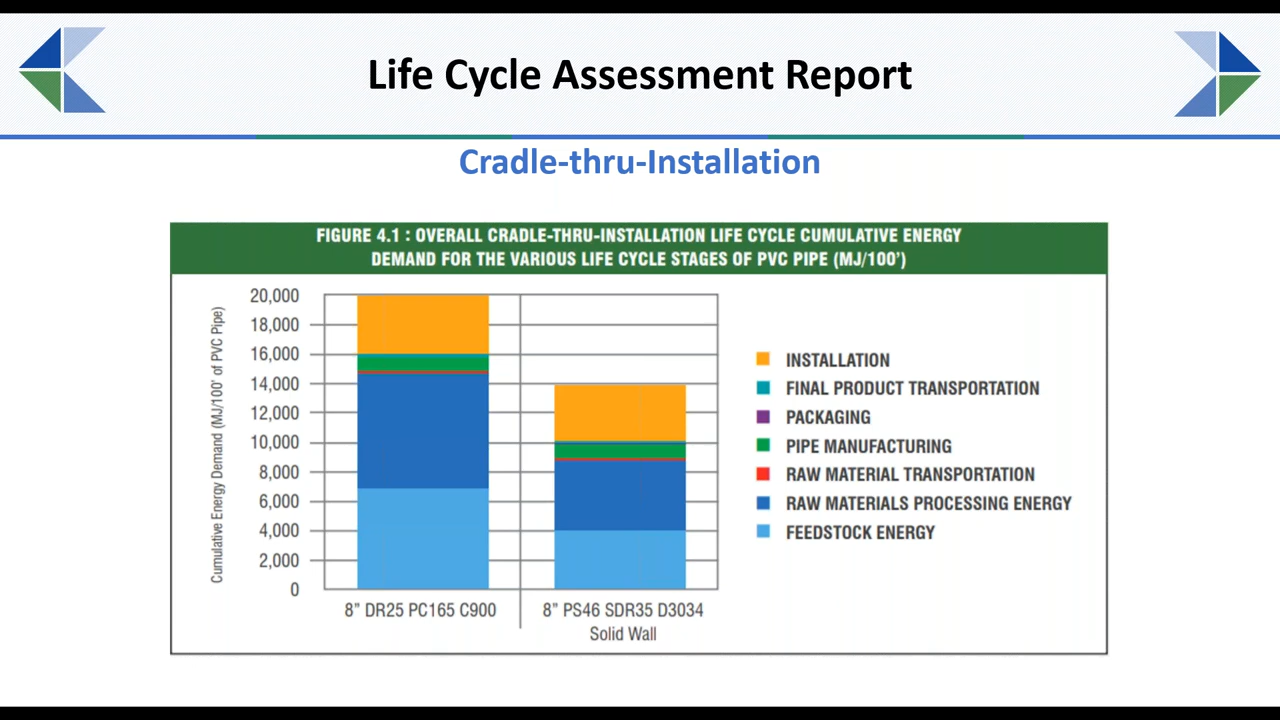 Life Cycle Assessment Report
Cradle-thru-Installation
FIGURE 4.1 : OVERALL CRADLE-THRU-INSTALLATION LIFE CYCLE CUMULATIVE ENERGY
DEMAND FOR THE VARIOUS LIFE CYCLE STAGES OF PVC PIPE (MJ/100’)
Cumulative Energy Demand (MJ/100' of PVC Pipe)
20,000
18,000
16,000
14,000
12,000
10,000
8,000
6,000
4,000
2,000
0
8” DR25 PC165 C900
8” PS46 SDR35 D3034
Solid Wall
INSTALLATION
FINAL PRODUCT TRANSPORTATION
PACKAGING
PIPE MANUFACTURING
RAW MATERIAL TRANSPORTATION
RAW MATERIALS PROCESSING ENERGY
FEEDSTOCK ENERGY